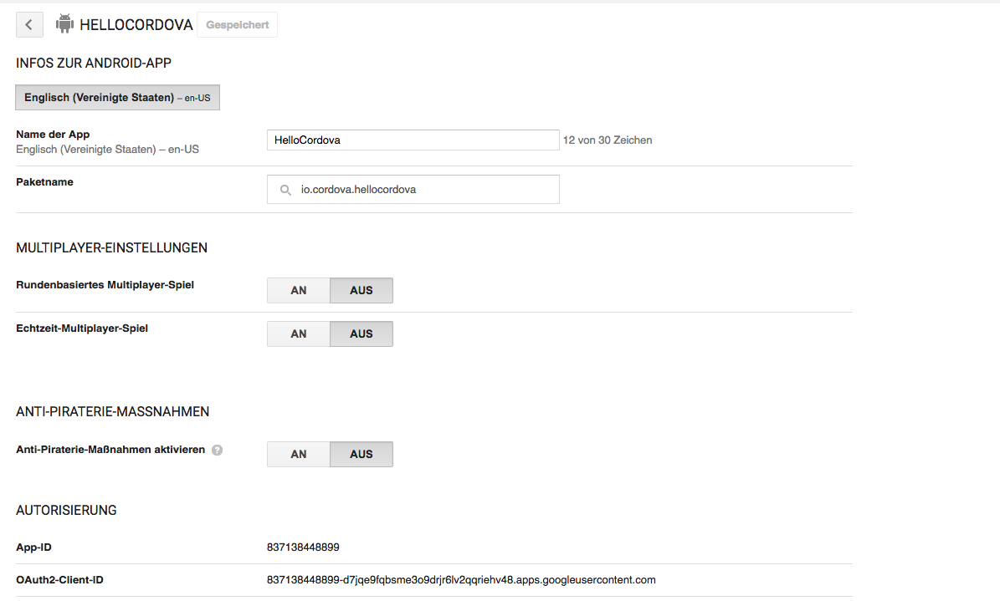 HELLOCORDOVA Gespeichert
INFOS ZUR ANDROID-APP
Englisch (Vereinigte Staaten) – en-US
Name der App
HelloCordova 12 von 30 Zeichen
Englisch (Vereinigte Staaten) – en-US
Paketname
io.cordova.hellocordova
MULTIPLAYER-EINSTELLUNGEN
Rundenbasiertes Multiplayer-Spiel AN AUS
Echtzeit-Multiplayer-Spiel AN AUS
ANTI-PIRATERIE-MASSNAHMEN
Anti-Piraterie-Maßnahmen aktivieren ? AN AUS
AUTORISIERUNG
App-ID 837138448899
OAuth2-Client-ID 837138448899-d7jqe9fqbsme3o9drjr6lv2qqriehv48.apps.googleusercontent.com